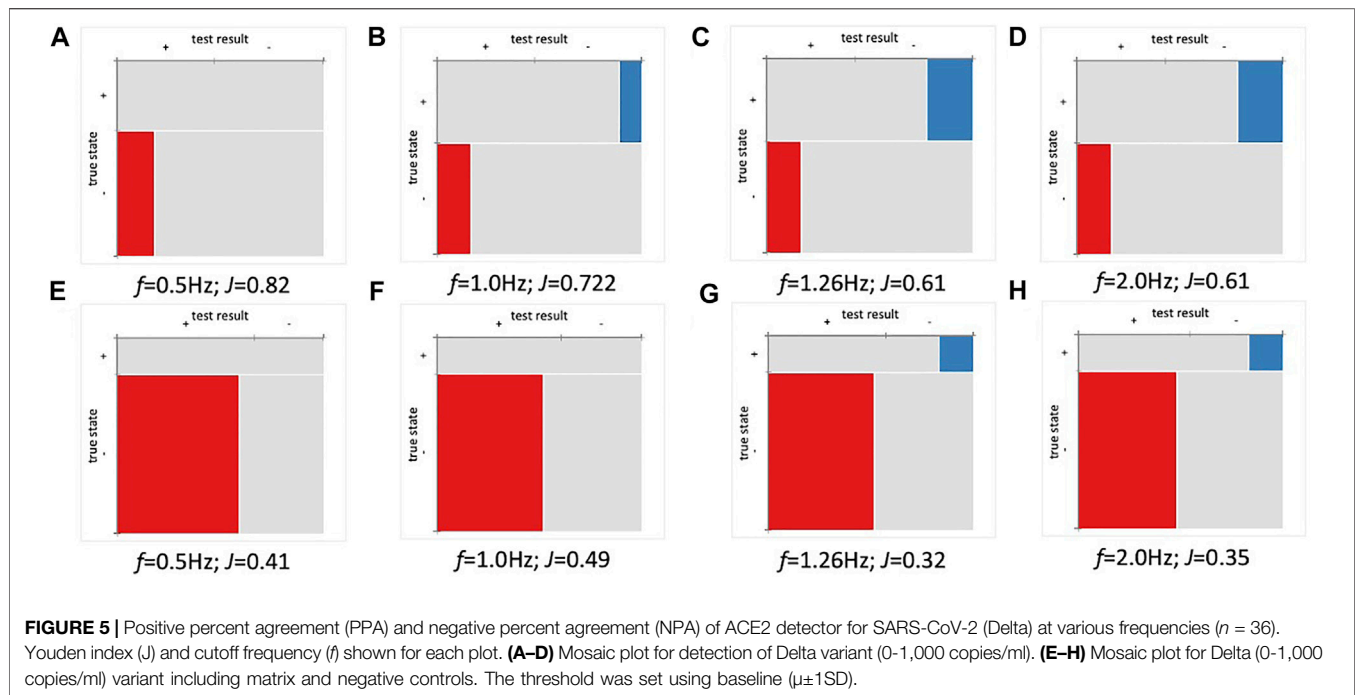 A
test result
+ -
+
true state
-
f=0.5Hz; J=0.82
B
test result
+ -
+
true state
-
f=1.0Hz; J=0.722
C
test result
+ -
+
true state
-
f=1.26Hz; J=0.61
D
test result
+ -
+
true state
-
f=2.0Hz; J=0.61
E
test result
+ -
+
true state
-
f=0.5Hz; J=0.41
F
test result
+ -
+
true state
-
f=1.0Hz; J=0.49
G
test result
+ -
+
true state
-
f=1.26Hz; J=0.32
H
test result
+ -
+
true state
-
f=2.0Hz; J=0.35
FIGURE 5 | Positive percent agreement (PPA) and negative percent agreement (NPA) of ACE2 detector for SARS-CoV-2 (Delta) at various frequencies (n = 36).
Youden index (J) and cutoff frequency (f) shown for each plot. (A–D) Mosaic plot for detection of Delta variant (0-1,000 copies/ml). (E–H) Mosaic plot for Delta (0-1,000
copies/ml) variant including matrix and negative controls. The threshold was set using baseline (μ±1SD).